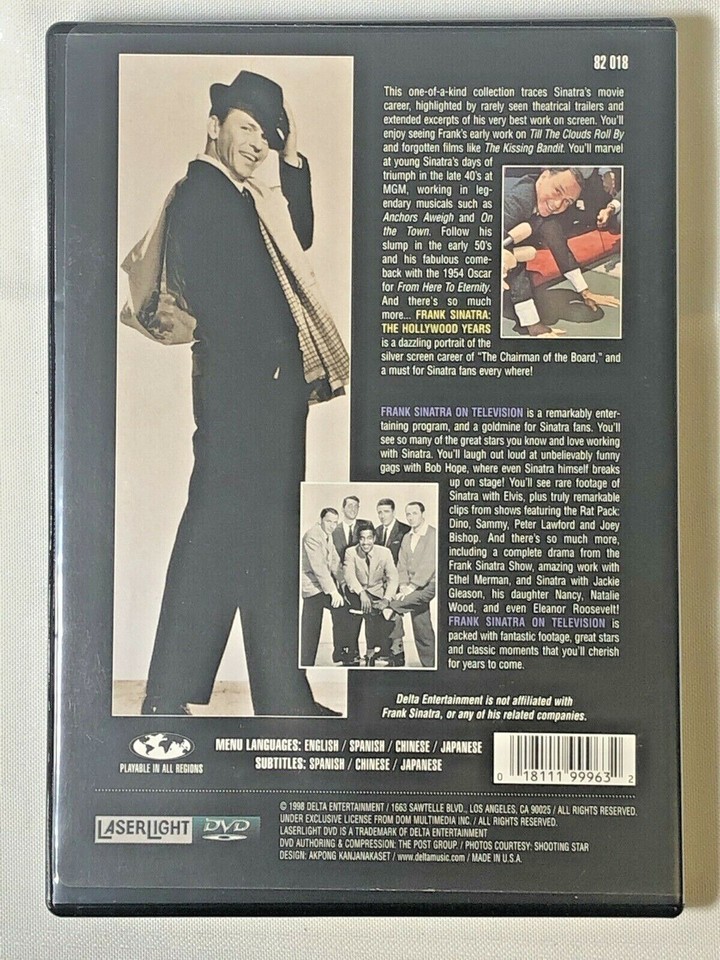 82 018
This one-of-a-kind collection traces Sinatra's movie
career, highlighted by rarely seen theatrical trailers and
extended excerpts of his very best work on screen. You'll
enjoy seeing Frank's early work on Till The Clouds Roll By
and forgotten films like The Kissing Bandit. You'll marvel
at young Sinatra's days of
triumph in the late 40's at
MGM, working in leg-
endary musicals such as
Anchors Aweigh and On
the Town. Follow his
slump in the early 50's
and his fabulous come-
back with the 1954 Oscar
for From Here To Eternity.
And there's so much
more... FRANK SINATRA:
THE HOLLYWOOD YEARS
is a dazzling portrait of the
silver screen career of "The Chairman of the Board," and
a must for Sinatra fans every where!
FRANK SINATRA ON TELEVISION is a remarkably enter-
taining program, and a goldmine for Sinatra fans. You'll
see so many of the great stars you know and love working
with Sinatra. You'll laugh out loud at unbelievably funny
gags with Bob Hope, where even Sinatra himself breaks
up on stage! You'll see rare footage of
Sinatra with Elvis, plus truly remarkable
clips from shows featuring the Rat Pack:
Dino, Sammy, Peter Lawford and Joey
Bishop. And there's so much more,
including a complete drama from the
Frank Sinatra Show, amazing work with
Ethel Merman, and Sinatra with Jackie
Gleason, his daughter Nancy, Natalie
Wood, and even Eleanor Roosevelt!
FRANK SINATRA ON TELEVISION is
packed with fantastic footage, great stars
and classic moments that you'll cherish
for years to come.
Delta Entertainment is not affiliated with
Frank Sinatra, or any of his related companies.
PLAYABLE IN ALL REGIONS
MENU LANGUAGES: ENGLISH / SPANISH / CHINESE / JAPANESE
SUBTITLES: SPANISH / CHINESE / JAPANESE
0 18111 99963 2
LASERLIGHT DVD
© 1998 DELTA ENTERTAINMENT / 1663 SAWTELLE BLVD., LOS ANGELES, CA 90025 / ALL RIGHTS RESERVED.
UNDER EXCLUSIVE LICENSE FROM DOM MULTIMEDIA INC. / ALL RIGHTS RESERVED.
LASERLIGHT DVD IS A TRADEMARK OF DELTA ENTERTAINMENT
DVD AUTHORING & COMPRESSION: THE POST GROUP. / PHOTOS COURTESY: SHOOTING STAR
DESIGN: AKPONG KANJANAKASET / www.deltamusic.com / MADE IN U.S.A.